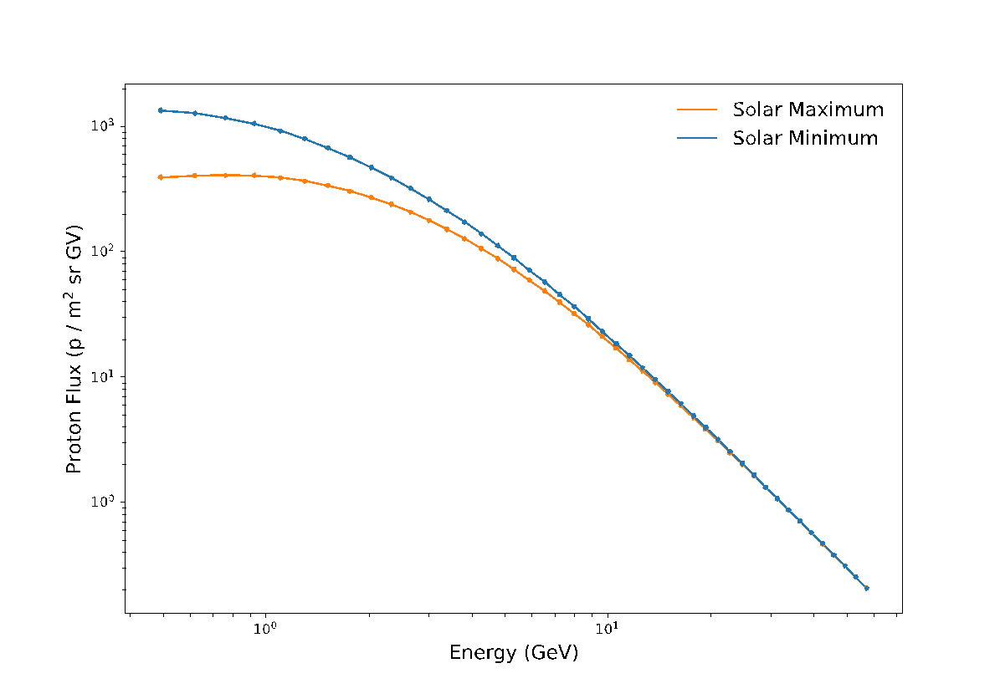 Solar Maximum
Solar Minimum
10³
10²
10¹
10⁰
Proton Flux (p / m² sr GV)
10⁰ 10¹
Energy (GeV)